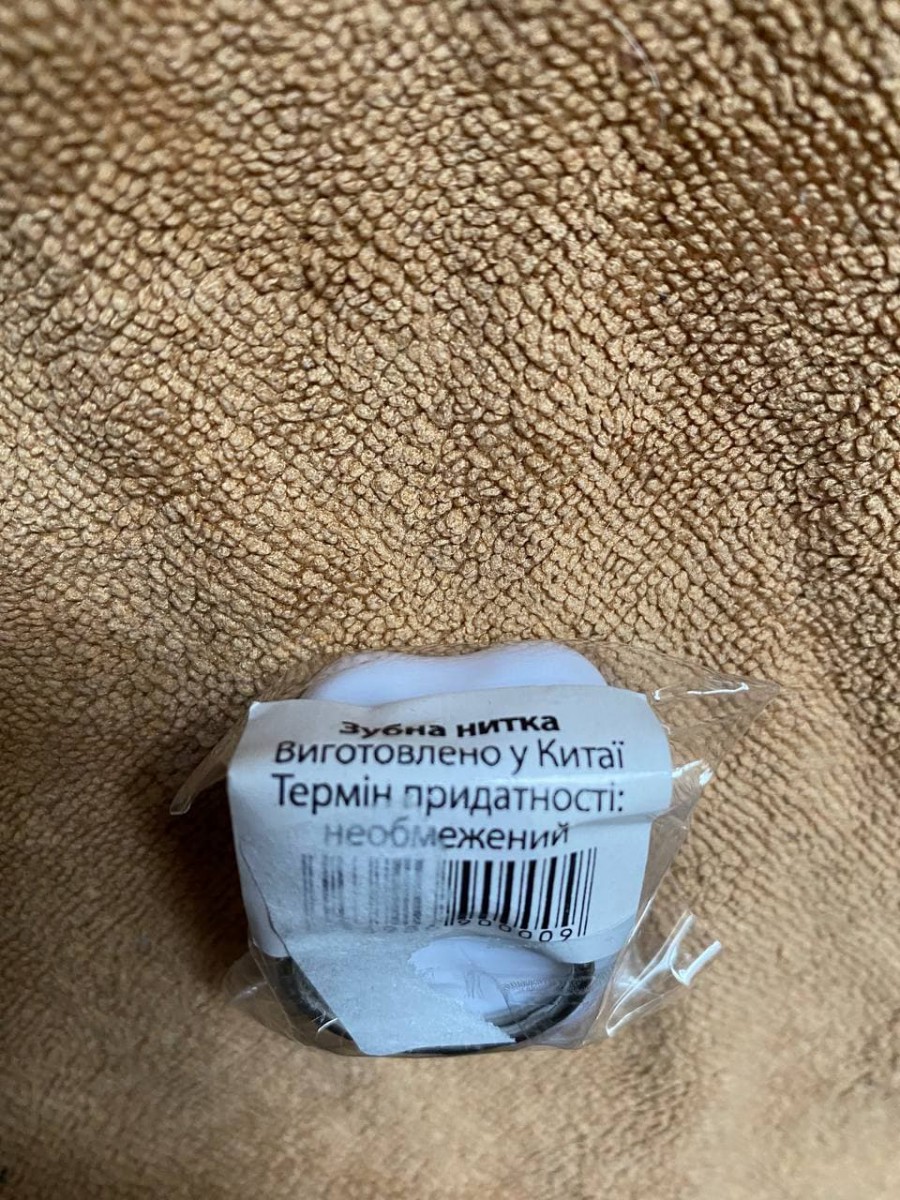 Зубна нитка
Виготовлено у Китаї
Термін придатності:
необмежений